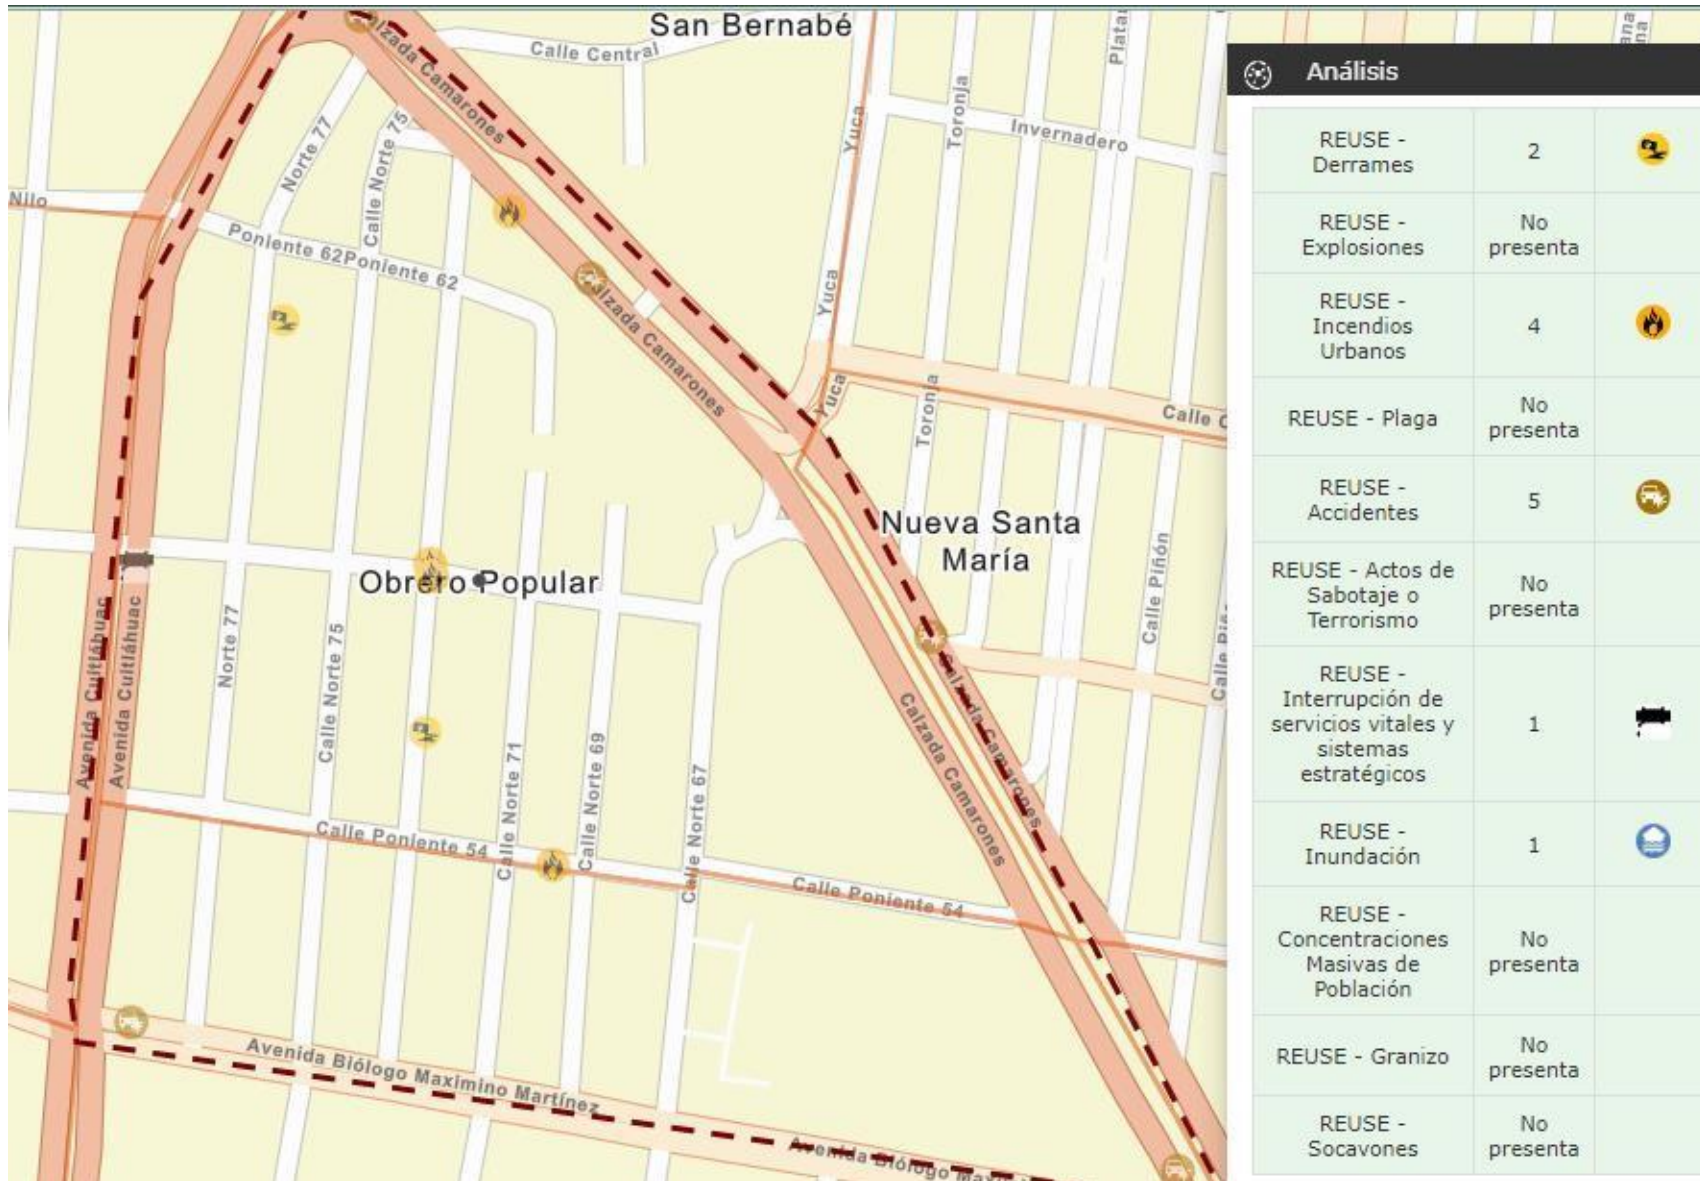 San Bernabé
Calle Central
Calzada Camarones
Plata
Toronja
Yuca
Invernadero
Norte 77
Calle Norte 75
Nilo
Poniente 62
Poniente 62
Yuca
Calzada Camarones
Yuca
Toronja
Calle C
Nueva Santa
María
Calle Piñón
Obrero Popular
Avenida Cuitláhuac
Avenida Cuitláhuac
Norte 77
Calle Norte 75
Calle Norte 71
Calle Norte 69
Calle Norte 67
Calzada Camarones
Calzada Camarones
Calle Poniente 54
Calle Poniente 54
Avenida Biólogo Maximino Martínez
Análisis
REUSE -
Derrames
2
REUSE -
Explosiones
No
presenta
REUSE -
Incendios
Urbanos
4
REUSE - Plaga
No
presenta
REUSE -
Accidentes
5
REUSE - Actos de
Sabotaje o
Terrorismo
No
presenta
REUSE -
Interrupción de
servicios vitales y
sistemas
estratégicos
1
REUSE -
Inundación
1
REUSE -
Concentraciones
Masivas de
Población
No
presenta
REUSE - Granizo
No
presenta
REUSE -
Socavones
No
presenta